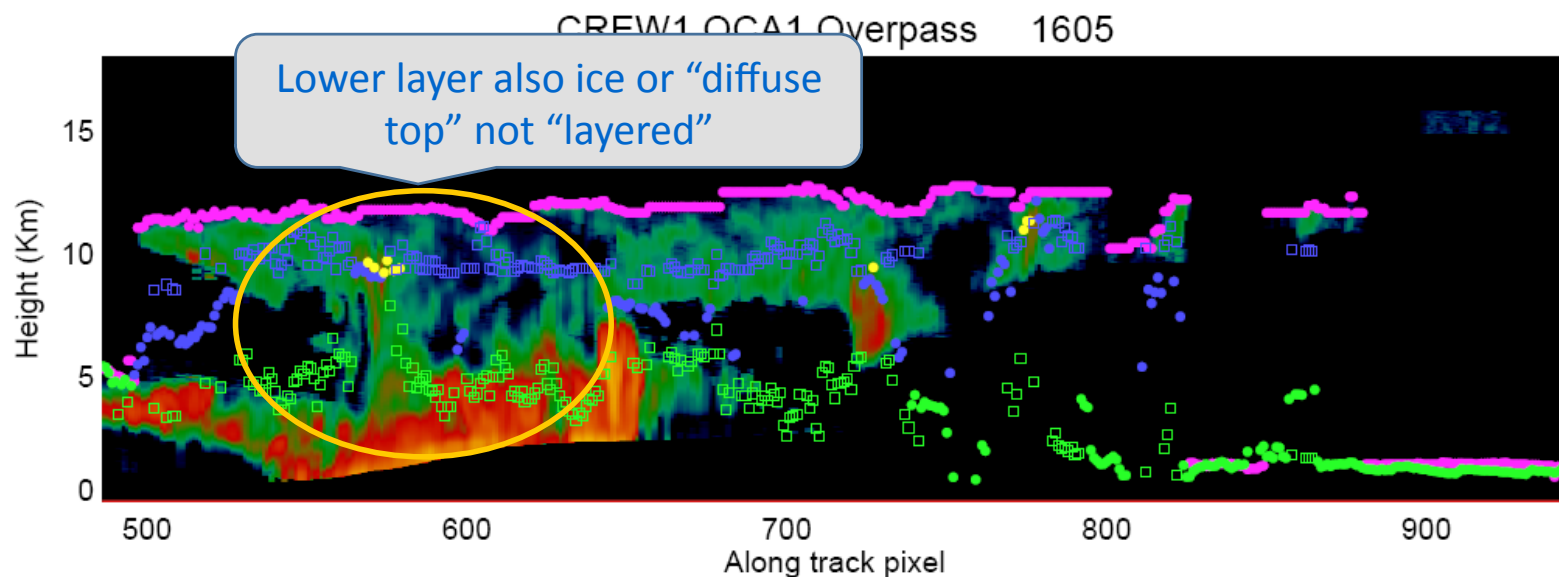 CREW1 OCA1 Overpass 1605
Lower layer also ice or “diffuse
top” not “layered”
15
10
5
0
Height (Km)
500 600 700 800 900
Along track pixel